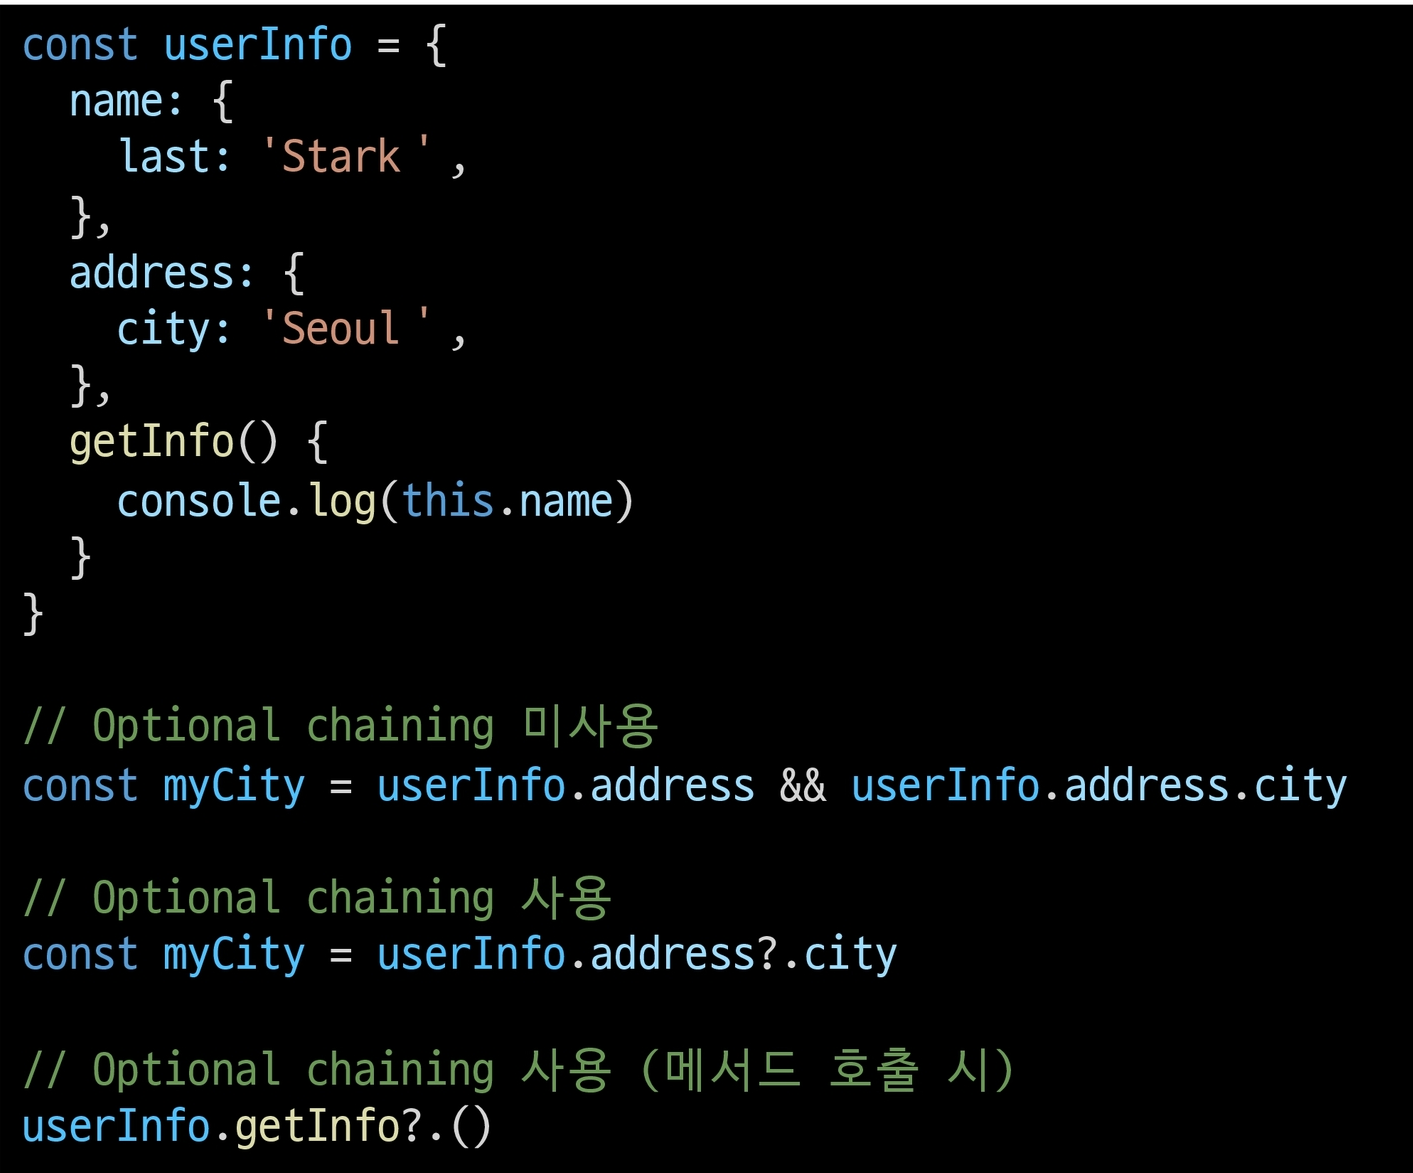 const userInfo = {
  name: {
    last: 'Stark',
  },
  address: {
    city: 'Seoul',
  },
  getInfo() {
    console.log(this.name)
  }
}

// Optional chaining 미사용
const myCity = userInfo.address && userInfo.address.city

// Optional chaining 사용
const myCity = userInfo.address?.city

// Optional chaining 사용 (메서드 호출 시)
userInfo.getInfo?.()